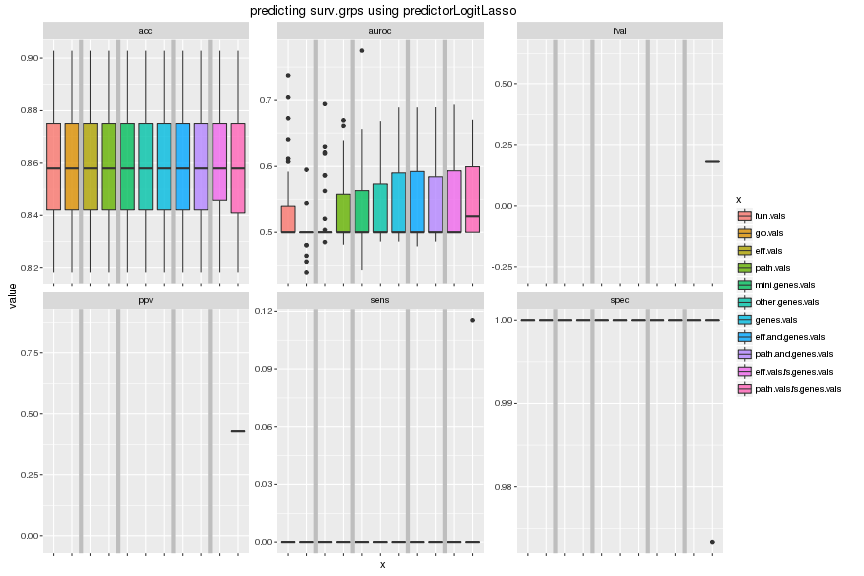 predicting surv.grps using predictorLogitLasso
acc
auroc
fval
0.90
0.88
0.86
0.84
0.82
0.7
0.6
0.5
0.50
0.25
0.00
-0.25
value
ppv
sens
spec
0.75
0.50
0.25
0.00
0.12
0.09
0.06
0.03
0.00
1.00
0.99
0.98
x
x
fun.vals
go.vals
eff.vals
path.vals
mini.genes.vals
other.genes.vals
genes.vals
eff.and.genes.vals
path.and.genes.vals
eff.vals.fs.genes.vals
path.vals.fs.genes.vals